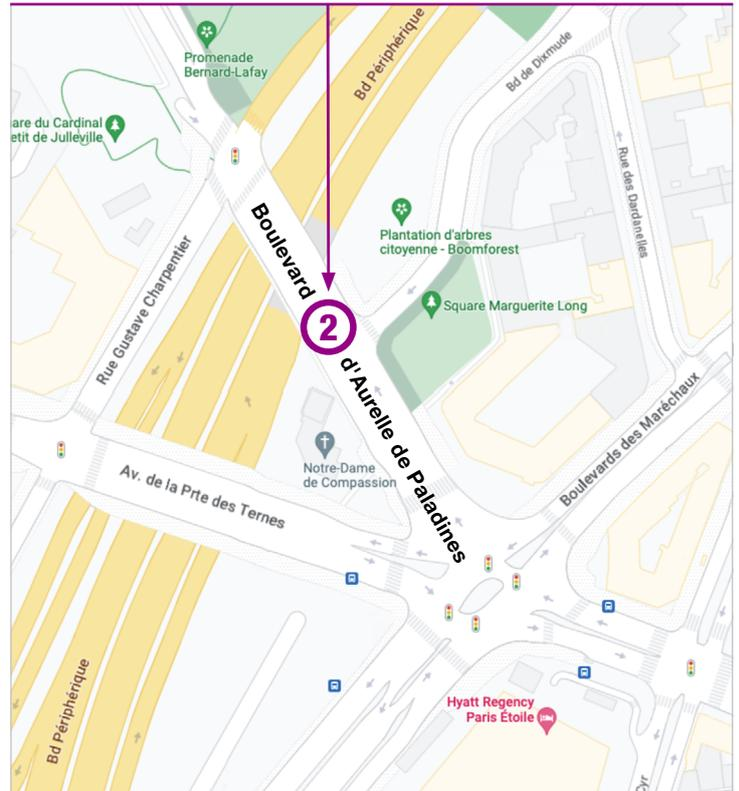 Promenade
Bernard-Lafay
Bd Périphérique
Bd de Dixmude
are du Cardinal
etit de Julleville
Rue des Dardanelles
Boulevard
Plantation d'arbres
citoyenne - Boomforest
Rue Gustave Charpentier
Square Marguerite Long
2
d'Aurelle de Paladines
Boulevards des Maréchaux
Notre-Dame
de Compassion
Av. de la Prte des Ternes
Bd Périphérique
Hyatt Regency
Paris Étoile
Cyr